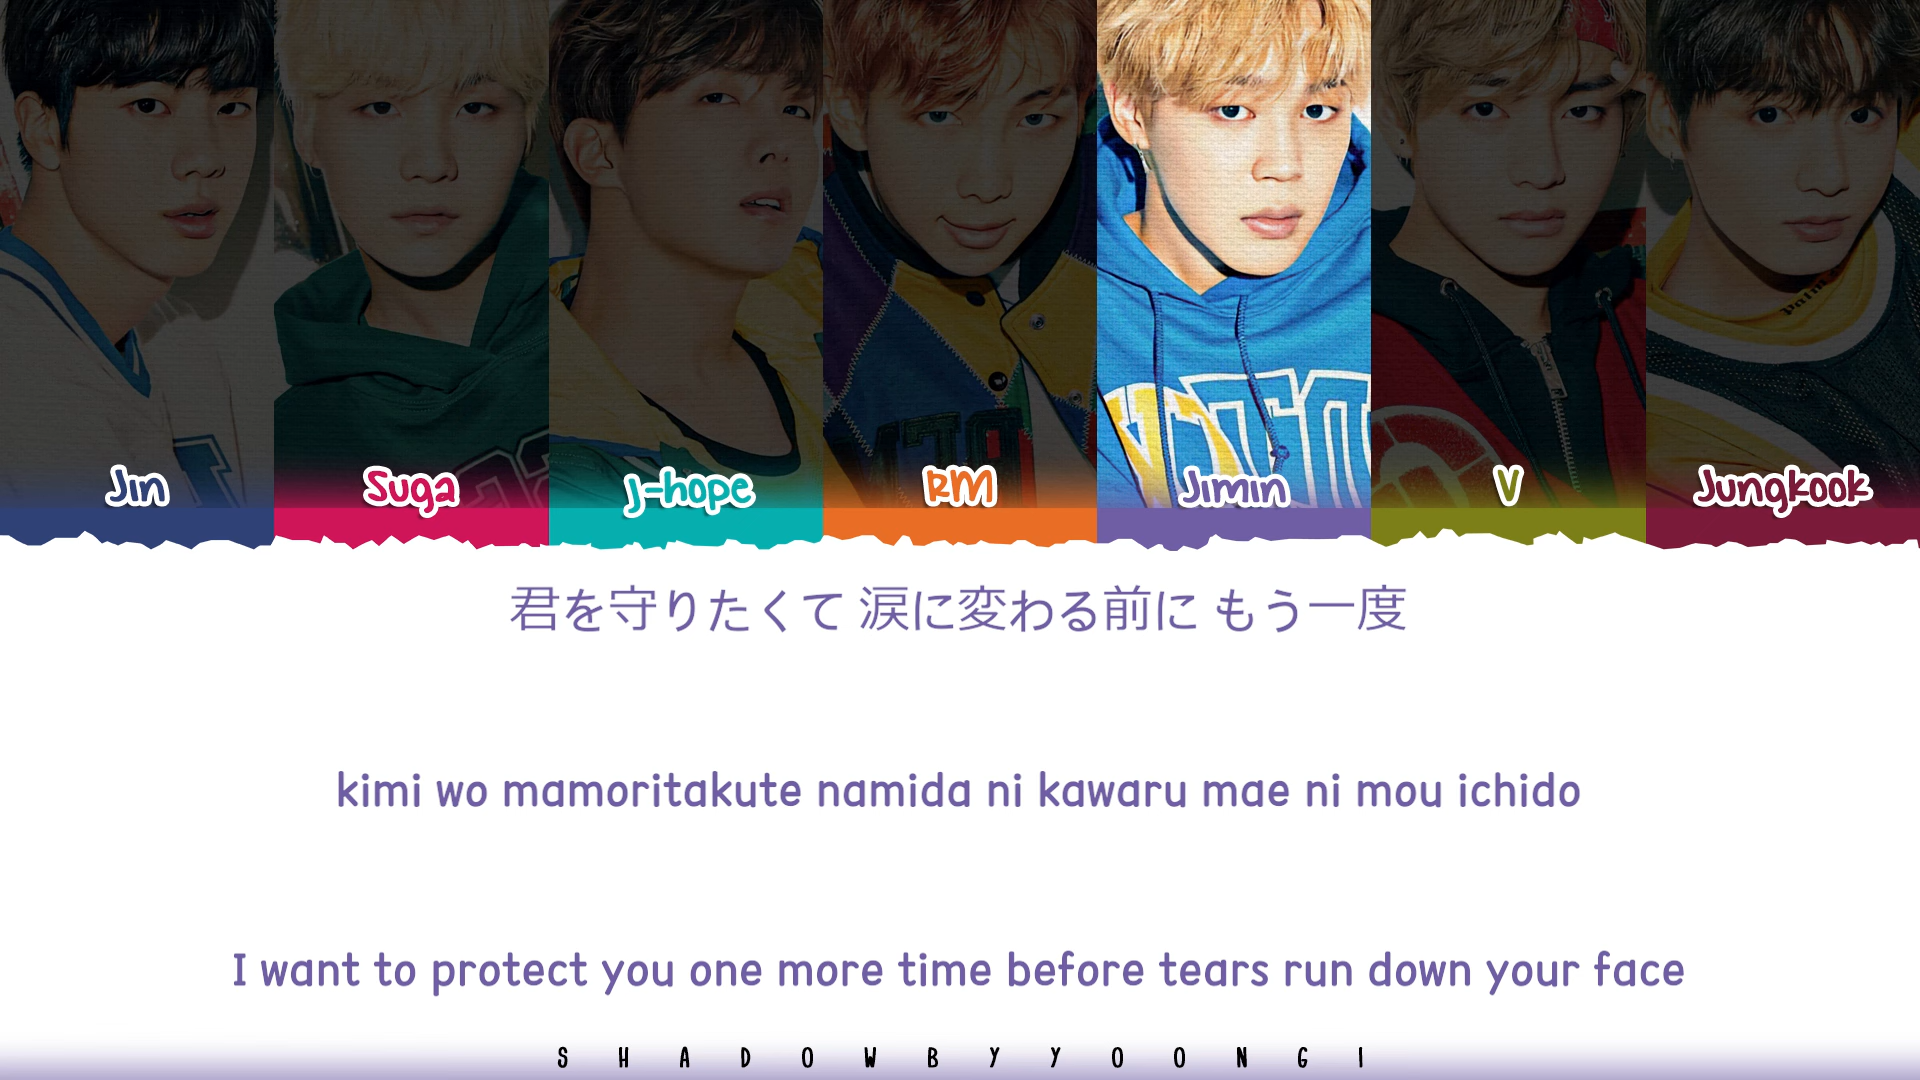 Jin Suga J-hope RM Jimin V Jungkook
君を守りたくて 涙に変わる前に もう一度
kimi wo mamoritakute namida ni kawaru mae ni mou ichido
I want to protect you one more time before tears run down your face
SHADOWBYYOONGI